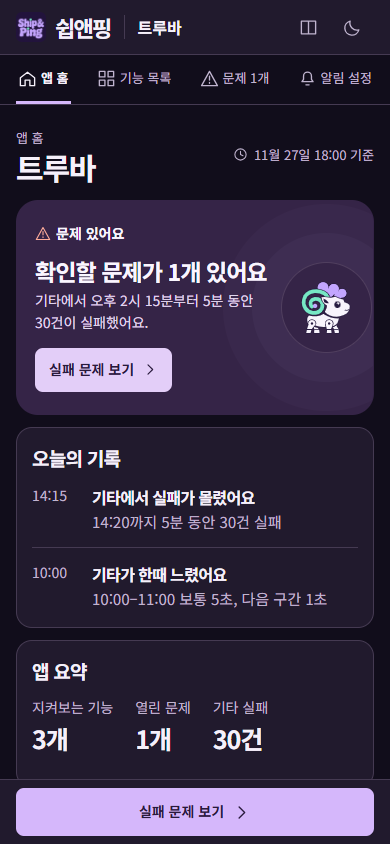 Ship&
Ping
쉽앤핑
트루바
앱 홈
기능 목록
문제 1개
알림 설정
앱 홈
트루바
11월 27일 18:00 기준
문제 있어요
확인할 문제가 1개 있어요
기타에서 오후 2시 15분부터 5분 동안
30건이 실패했어요.
실패 문제 보기
오늘의 기록
14:15 기타에서 실패가 몰렸어요
14:20까지 5분 동안 30건 실패
10:00 기타가 한때 느렸어요
10:00–11:00 보통 5초, 다음 구간 1초
앱 요약
지켜보는 기능 열린 문제 기타 실패
3개 1개 30건
실패 문제 보기